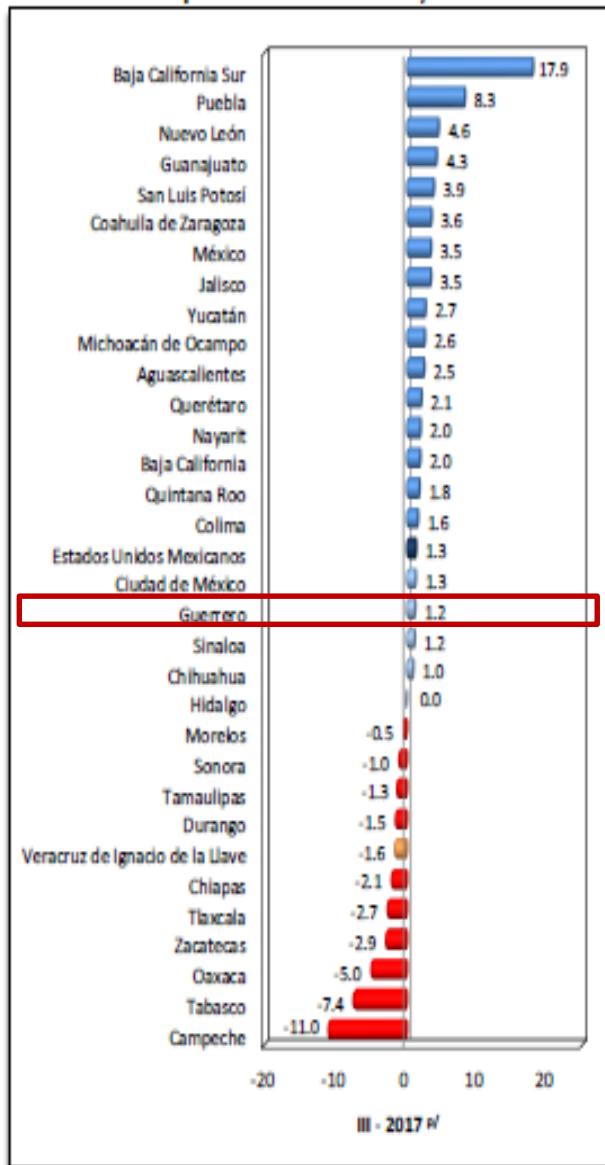 Baja California Sur 17.9
Puebla 8.3
Nuevo León 4.6
Guanajuato 4.3
San Luis Potosí 3.9
Coahuila de Zaragoza 3.6
México 3.5
Jalisco 3.5
Yucatán 2.7
Michoacán de Ocampo 2.6
Aguascalientes 2.5
Querétaro 2.1
Nayarit 2.0
Baja California 2.0
Quintana Roo 1.8
Colima 1.6
Estados Unidos Mexicanos 1.3
Ciudad de México 1.3
Guerrero 1.2
Sinaloa 1.2
Chihuahua 1.0
Hidalgo 0.0
Morelos -0.5
Sonora -1.0
Tamaulipas -1.3
Durango -1.5
Veracruz de Ignacio de la Llave -1.6
Chiapas -2.1
Tlaxcala -2.7
Zacatecas -2.9
Oaxaca -5.0
Tabasco -7.4
Campeche -11.0
-20 -10 0 10 20
III - 2017 p/